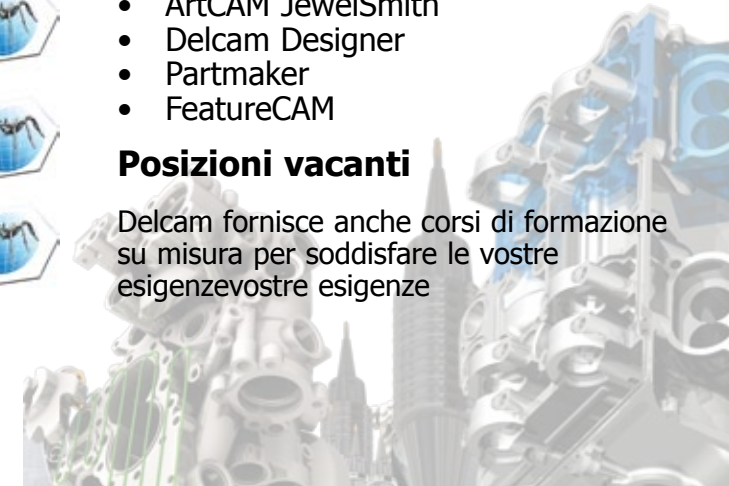 • ArtCAM JewelSmith
• Delcam Designer
• Partmaker
• FeatureCAM
Posizioni vacanti
Delcam fornisce anche corsi di formazione
su misura per soddisfare le vostre
esigenzevostre esigenze